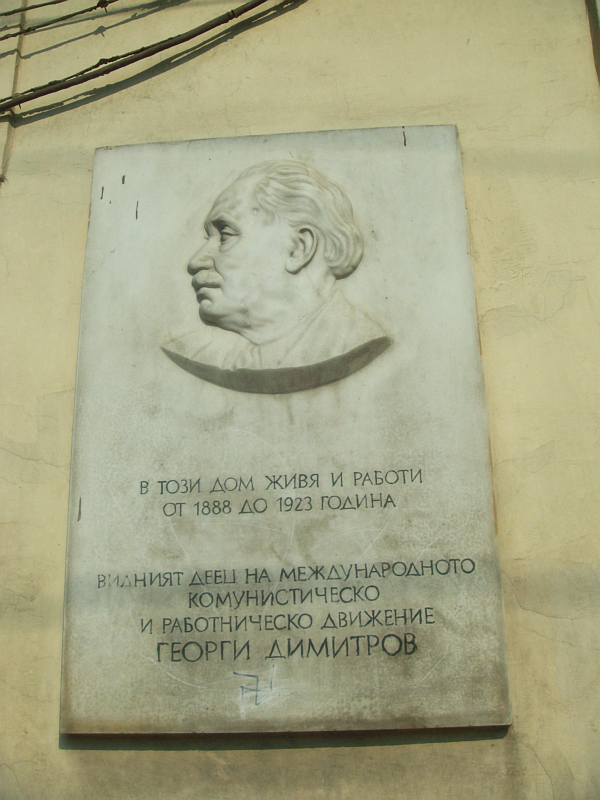 В ТОЗИ ДОМ ЖИВЯ И РАБОТИ
ОТ 1888 ДО 1923 ГОДИНА
ВИДНИЯТ ДЕЕЦ НА МЕЖДУНАРОДНОТО
КОМУНИСТИЧЕСКО
И РАБОТНИЧЕСКО ДВИЖЕНИЕ
ГЕОРГИ ДИМИТРОВ